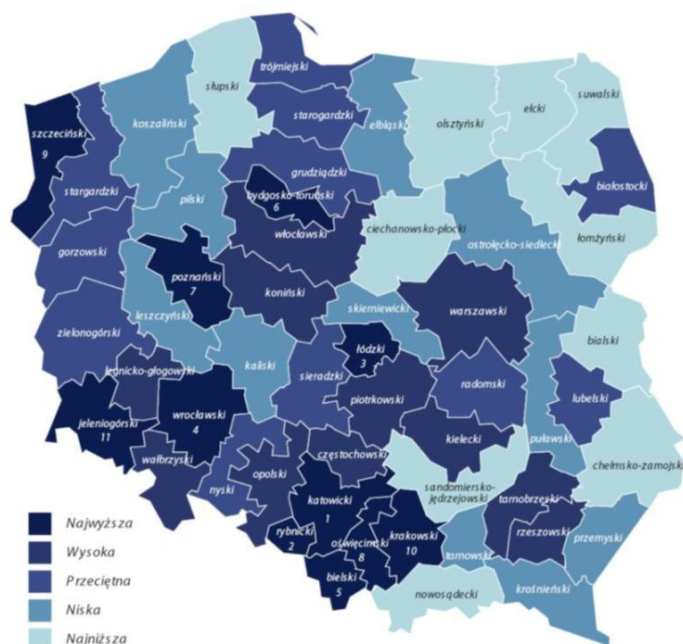 trójmiejski
słupski
suwalski
ełcki
starogardzki
koszaliński
elbląski
olsztyński
szczeciński
9
grudziądzki
białostocki
stargardzki
bydgosko-toruński
6
pilski
ciechanowsko-płocki
włocławski
łomżyński
ostrołęcko-siedlecki
gorzowski
poznański
7
koniński
skierniewicki
warszawski
leszczyński
zielonogórski
łódzki
3
bialski
kaliski
sieradzki
legnicko-głogowski
radomski
lubelski
piotrkowski
wrocławski
4
jeleniogórski
11
kielecki
puławski
wałbrzyski
częstochowski
chełmsko-zamojski
opolski
sandomiersko-
jędrzejowski
nyski
katowicki
1
tarnobrzeski
rybnicki
2
oświęcimski
8
krakowski
10
rzeszowski
przemyski
tarnowski
bielski
5
nowosądecki
krośnieński
Najwyższa
Wysoka
Przeciętna
Niska
Najniższa